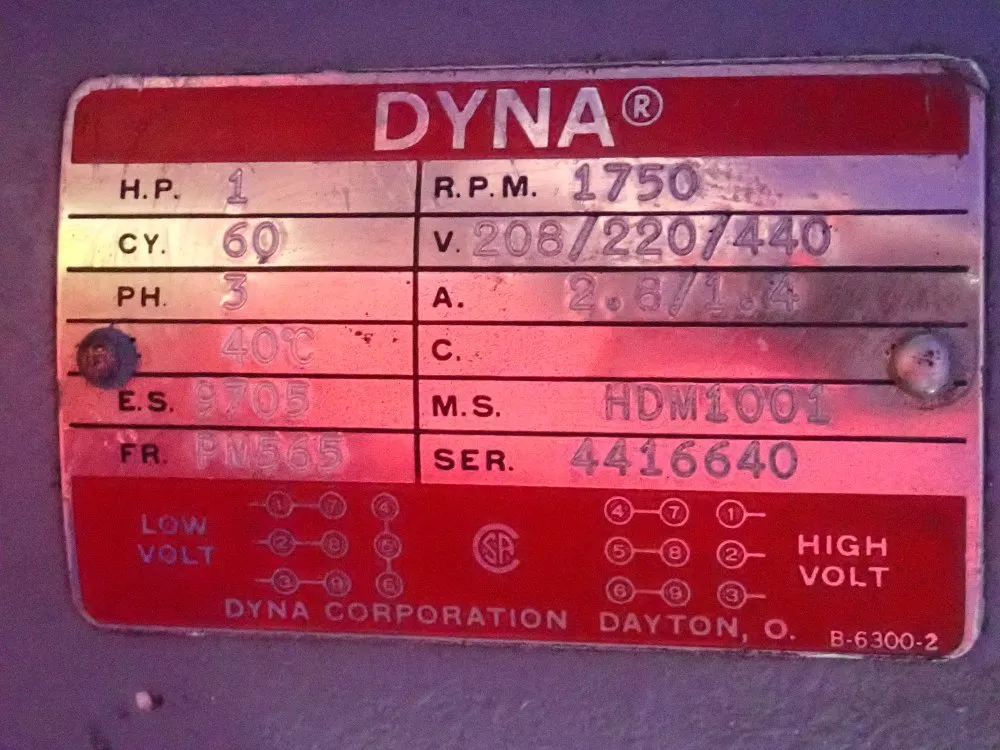 DYNA®
H.P. 1 R.P.M. 1750
CY. 60 V. 208/220/440
PH. 3 A. 2.8/1.4
40°C C.
E.S. 9705 M.S. HDM1001
FR. PM565 SER. 4416640
LOW VOLT
①-⑦ ④
②-⑧ ⑤
③-⑨ ⑥
CSA
④-⑦ ①-
⑤-⑧ ②-
⑥-⑨ ③-
HIGH VOLT
DYNA CORPORATION DAYTON, O. B-6300-2